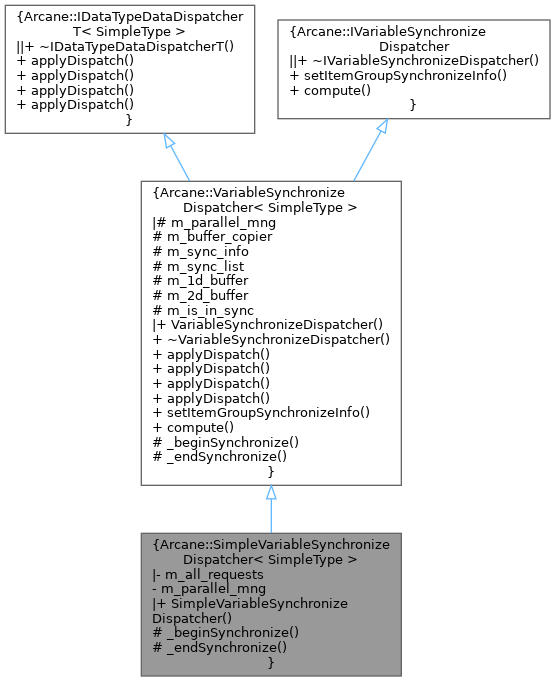 {Arcane::IDataTypeDataDispatcher
T< SimpleType >
||+ ~IDataTypeDataDispatcherT()
+ applyDispatch()
+ applyDispatch()
+ applyDispatch()
+ applyDispatch()
}
{Arcane::IVariableSynchronize
Dispatcher
||+ ~IVariableSynchronizeDispatcher()
+ setItemGroupSynchronizeInfo()
+ compute()
}
{Arcane::VariableSynchronize
Dispatcher< SimpleType >
|# m_parallel_mng
# m_buffer_copier
# m_sync_info
# m_sync_list
# m_1d_buffer
# m_2d_buffer
# m_is_in_sync
|+ VariableSynchronizeDispatcher()
+ ~VariableSynchronizeDispatcher()
+ applyDispatch()
+ applyDispatch()
+ applyDispatch()
+ applyDispatch()
+ setItemGroupSynchronizeInfo()
+ compute()
# _beginSynchronize()
# _endSynchronize()
}
{Arcane::SimpleVariableSynchronize
Dispatcher< SimpleType >
|- m_all_requests
- m_parallel_mng
|+ SimpleVariableSynchronize
Dispatcher()
# _beginSynchronize()
# _endSynchronize()
}